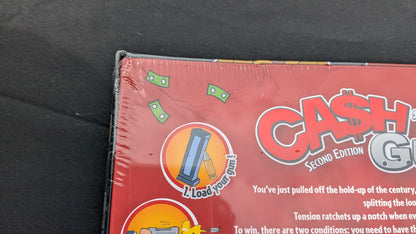 CA$H
G
SECOND EDITION
1. Load your gun!
You've just pulled off the hold-up of the century,
splitting the loo
Tension ratchets up a notch when
To win, there are two conditions: you need to have